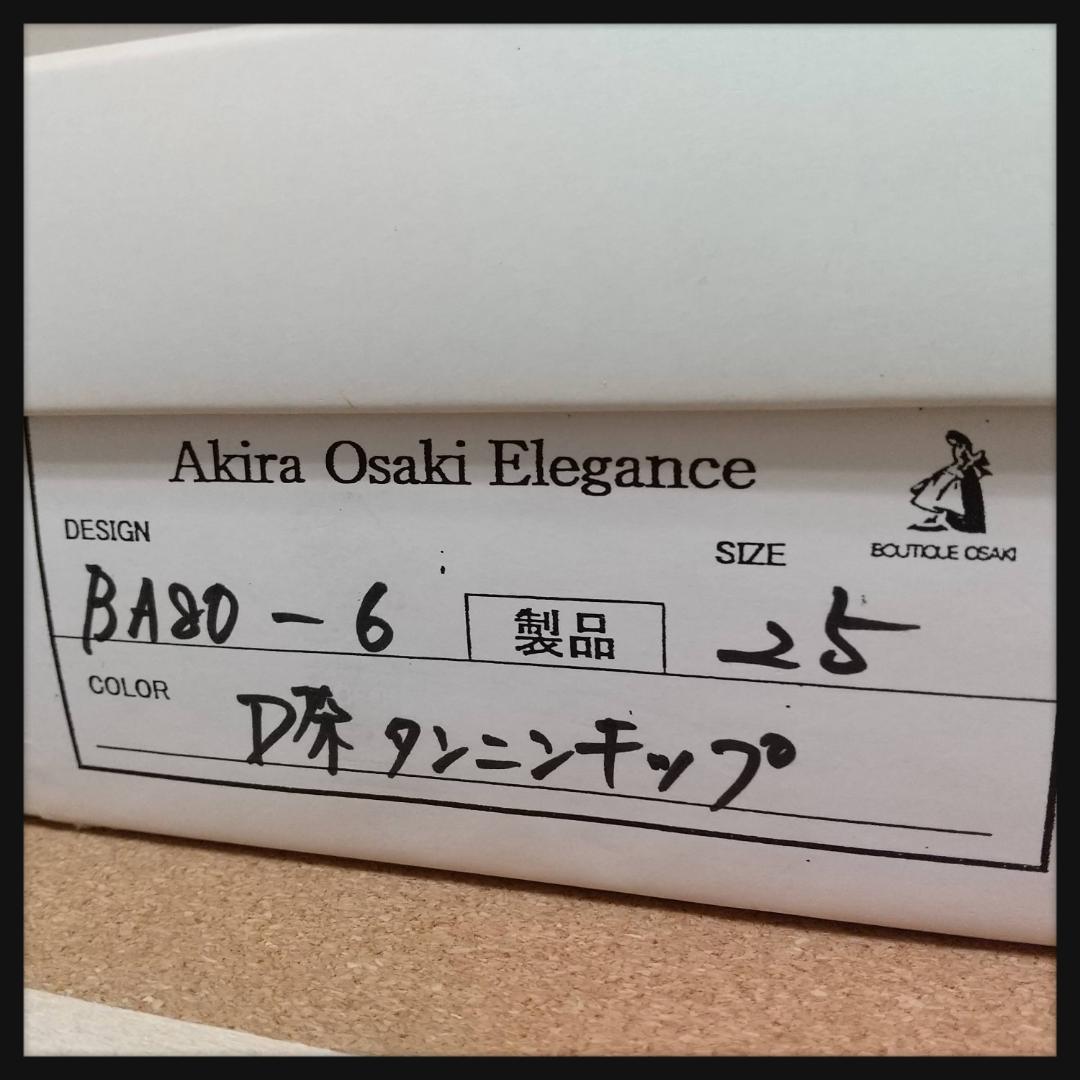 Akira Osaki Elegance
BOUTIQUE OSAKI
DESIGN
SIZE
BA80-6
製品
25
COLOR
D茶 タンニンチップ